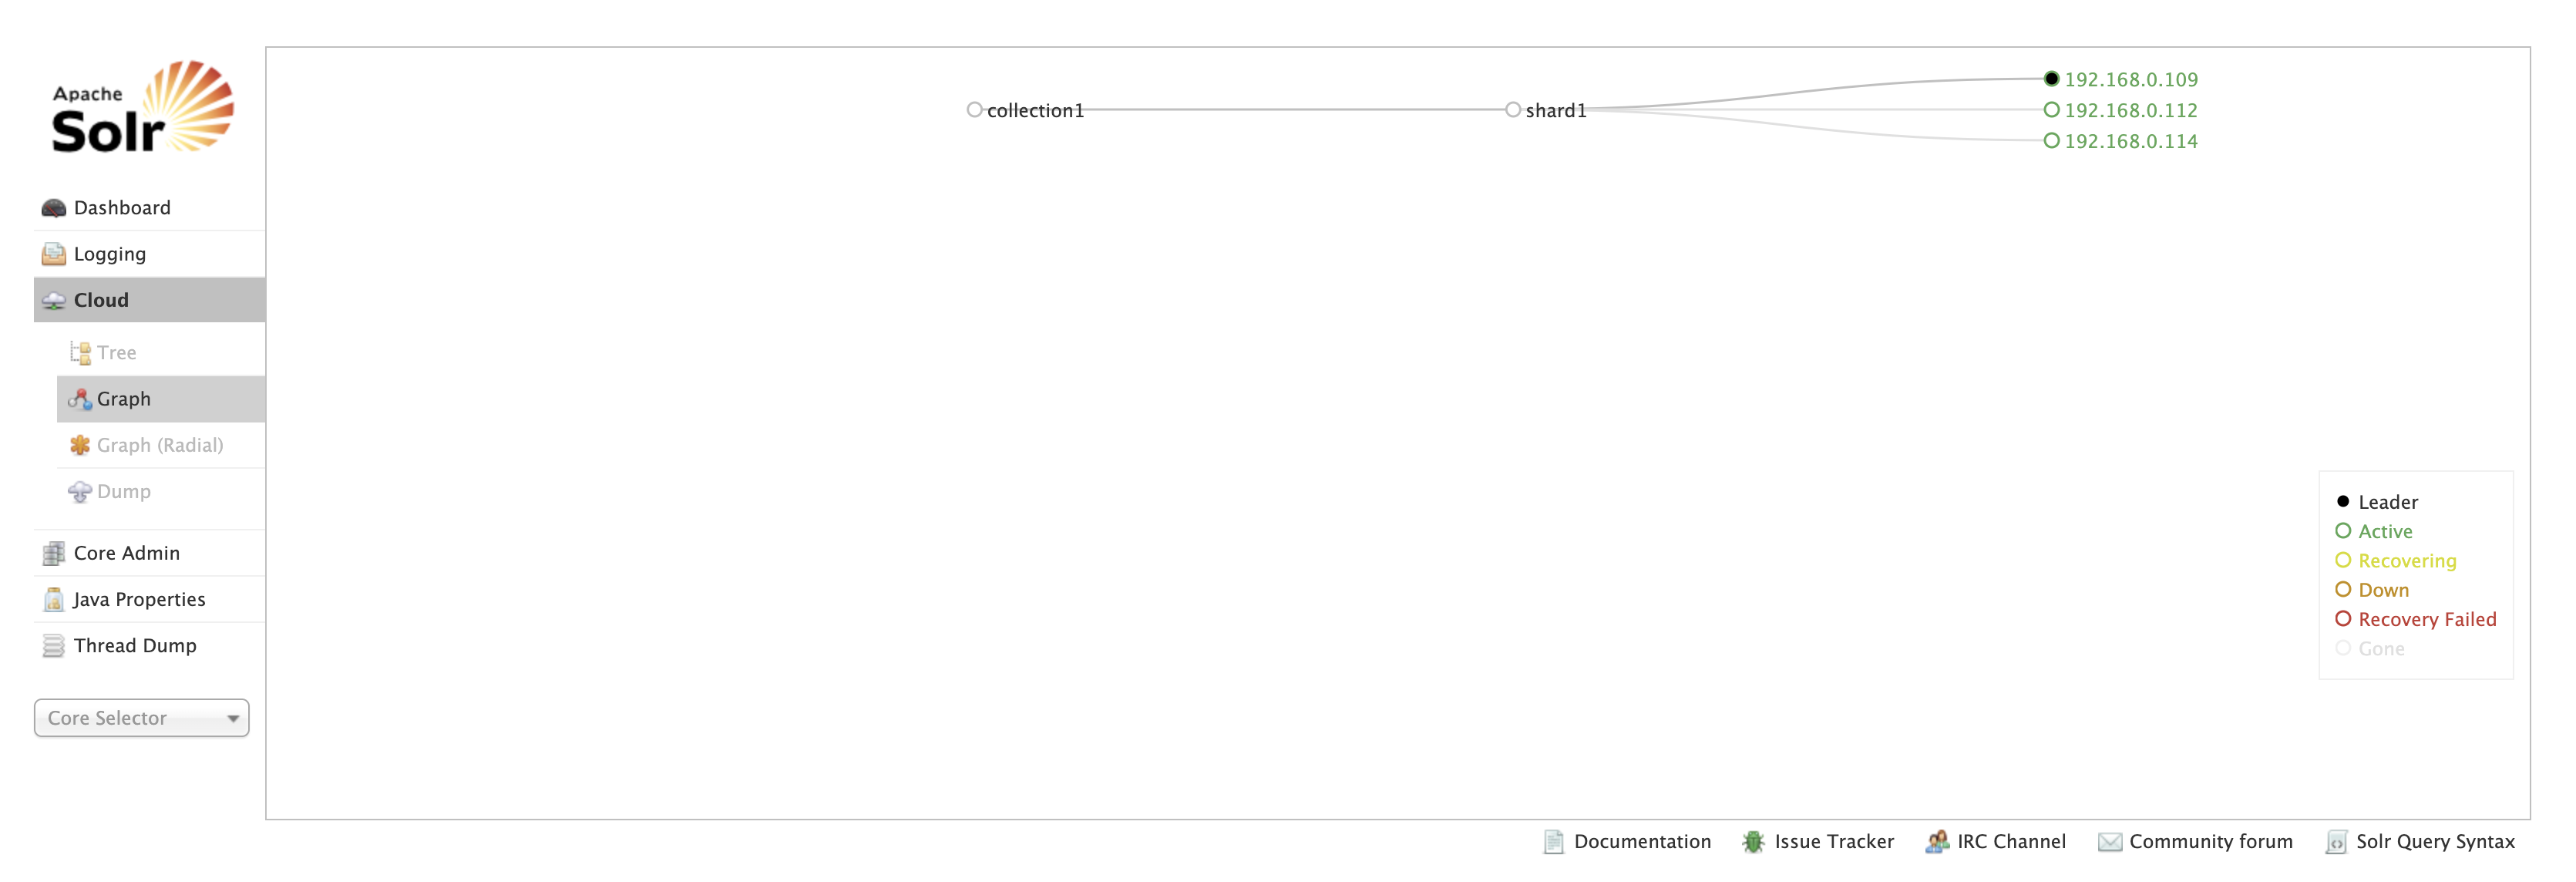 Apache
Solr
Dashboard
Logging
Cloud
Tree
Graph
Graph (Radial)
Dump
Core Admin
Java Properties
Thread Dump
Core Selector
collection1
shard1
192.168.0.109
192.168.0.112
192.168.0.114
Leader
Active
Recovering
Down
Recovery Failed
Gone
Documentation Issue Tracker IRC Channel Community forum Solr Query Syntax